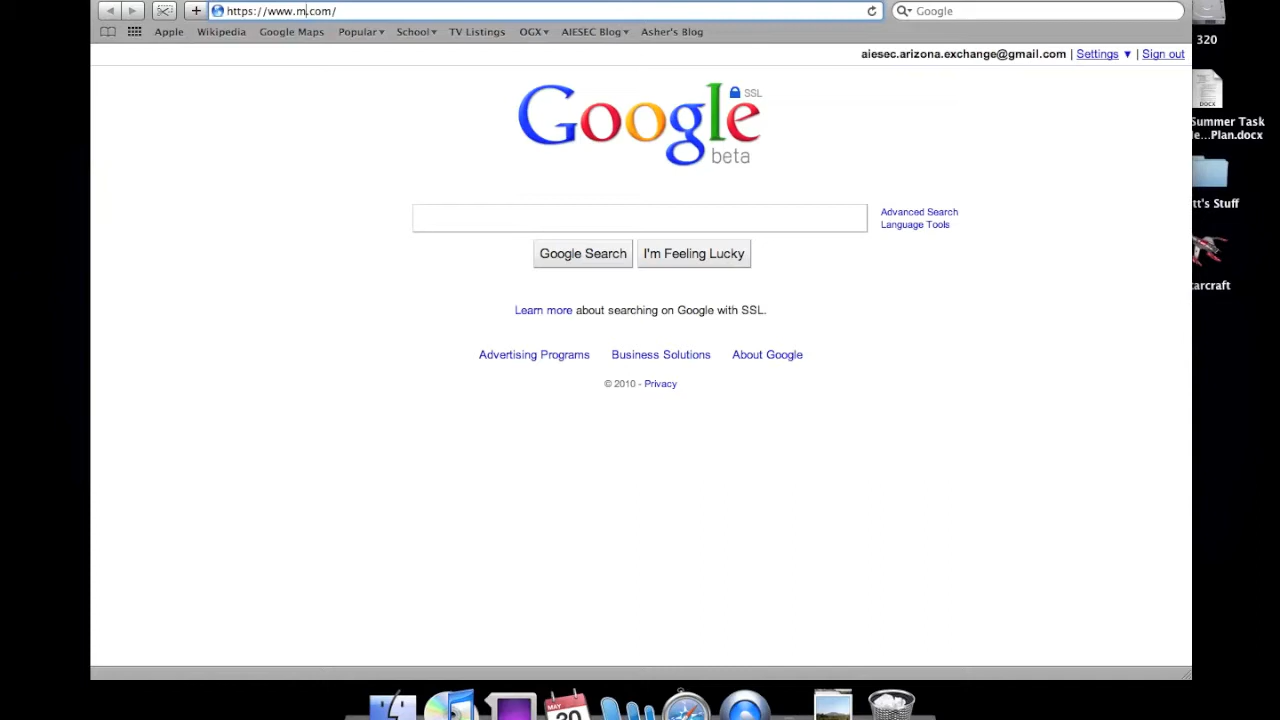 https://www.m.com/
Google
Apple Wikipedia Google Maps Popular▾ School▾ TV Listings OGX▾ AIESEC Blog▾ Asher's Blog
aiesec.arizona.exchange@gmail.com | Settings ▼ | Sign out
Google SSL
beta
Advanced Search
Language Tools
Google Search I'm Feeling Lucky
Learn more about searching on Google with SSL.
Advertising Programs Business Solutions About Google
© 2010 - Privacy
320
DOCX
Summer Task
e...Plan.docx
tt's Stuff
arcraft
MAY